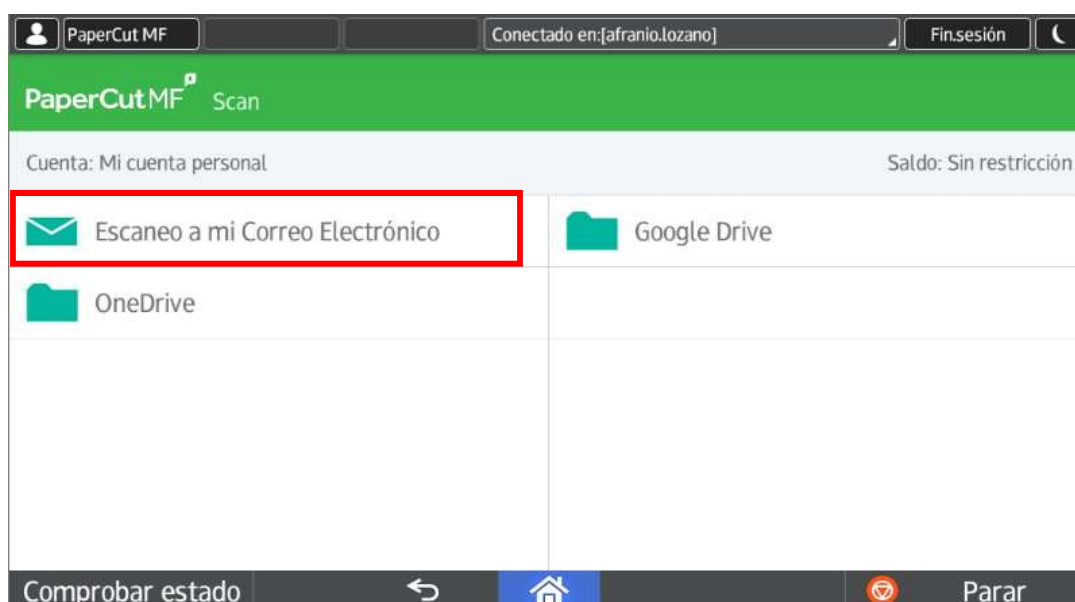 PaperCut MF
Conectado en:[afranio.lozano]
Fin.sesión
PaperCutMF Scan
Cuenta: Mi cuenta personal
Saldo: Sin restricción
Escaneo a mi Correo Electrónico
Google Drive
OneDrive
Comprobar estado
Parar